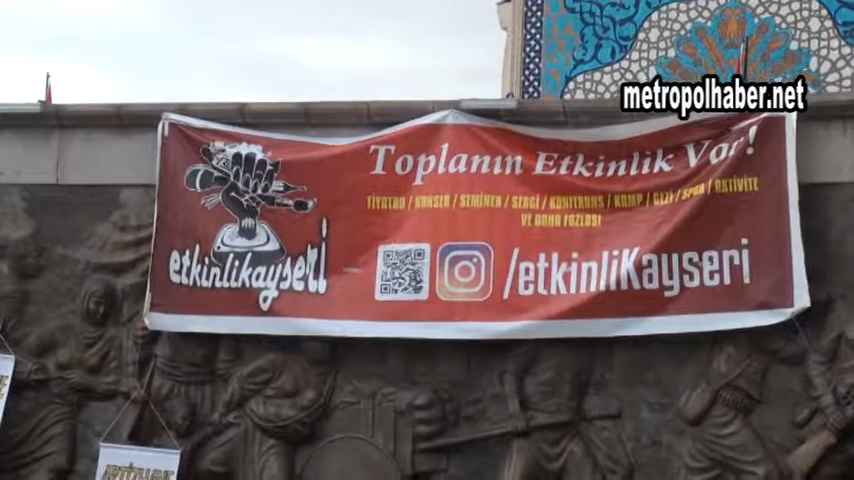 metropolhaber.net
Toplanın Etkinlik Var!
TİYATRO / KONSER / SEMİNER / SERGİ / KONFERANS / KAMP / GEZİ / SPOR / AKTİVİTE
VE DAHA FAZLASI
etkinlikayseri
/etkinlikayseri